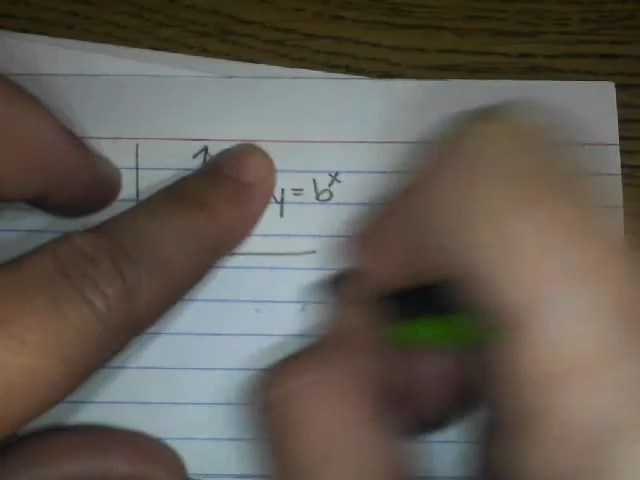 y = b^x